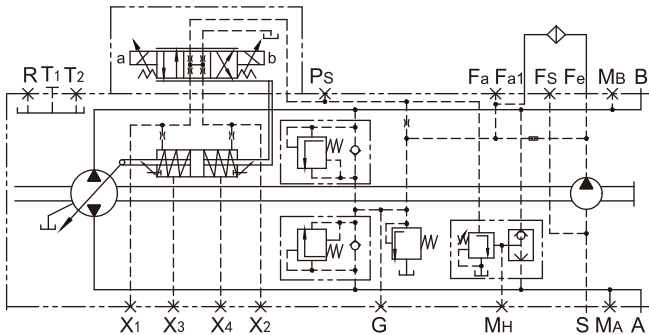 a b
R T1 T2 PS Fa Fa1 FS Fe MB B
X1 X3 X4 X2 G MH S MA A